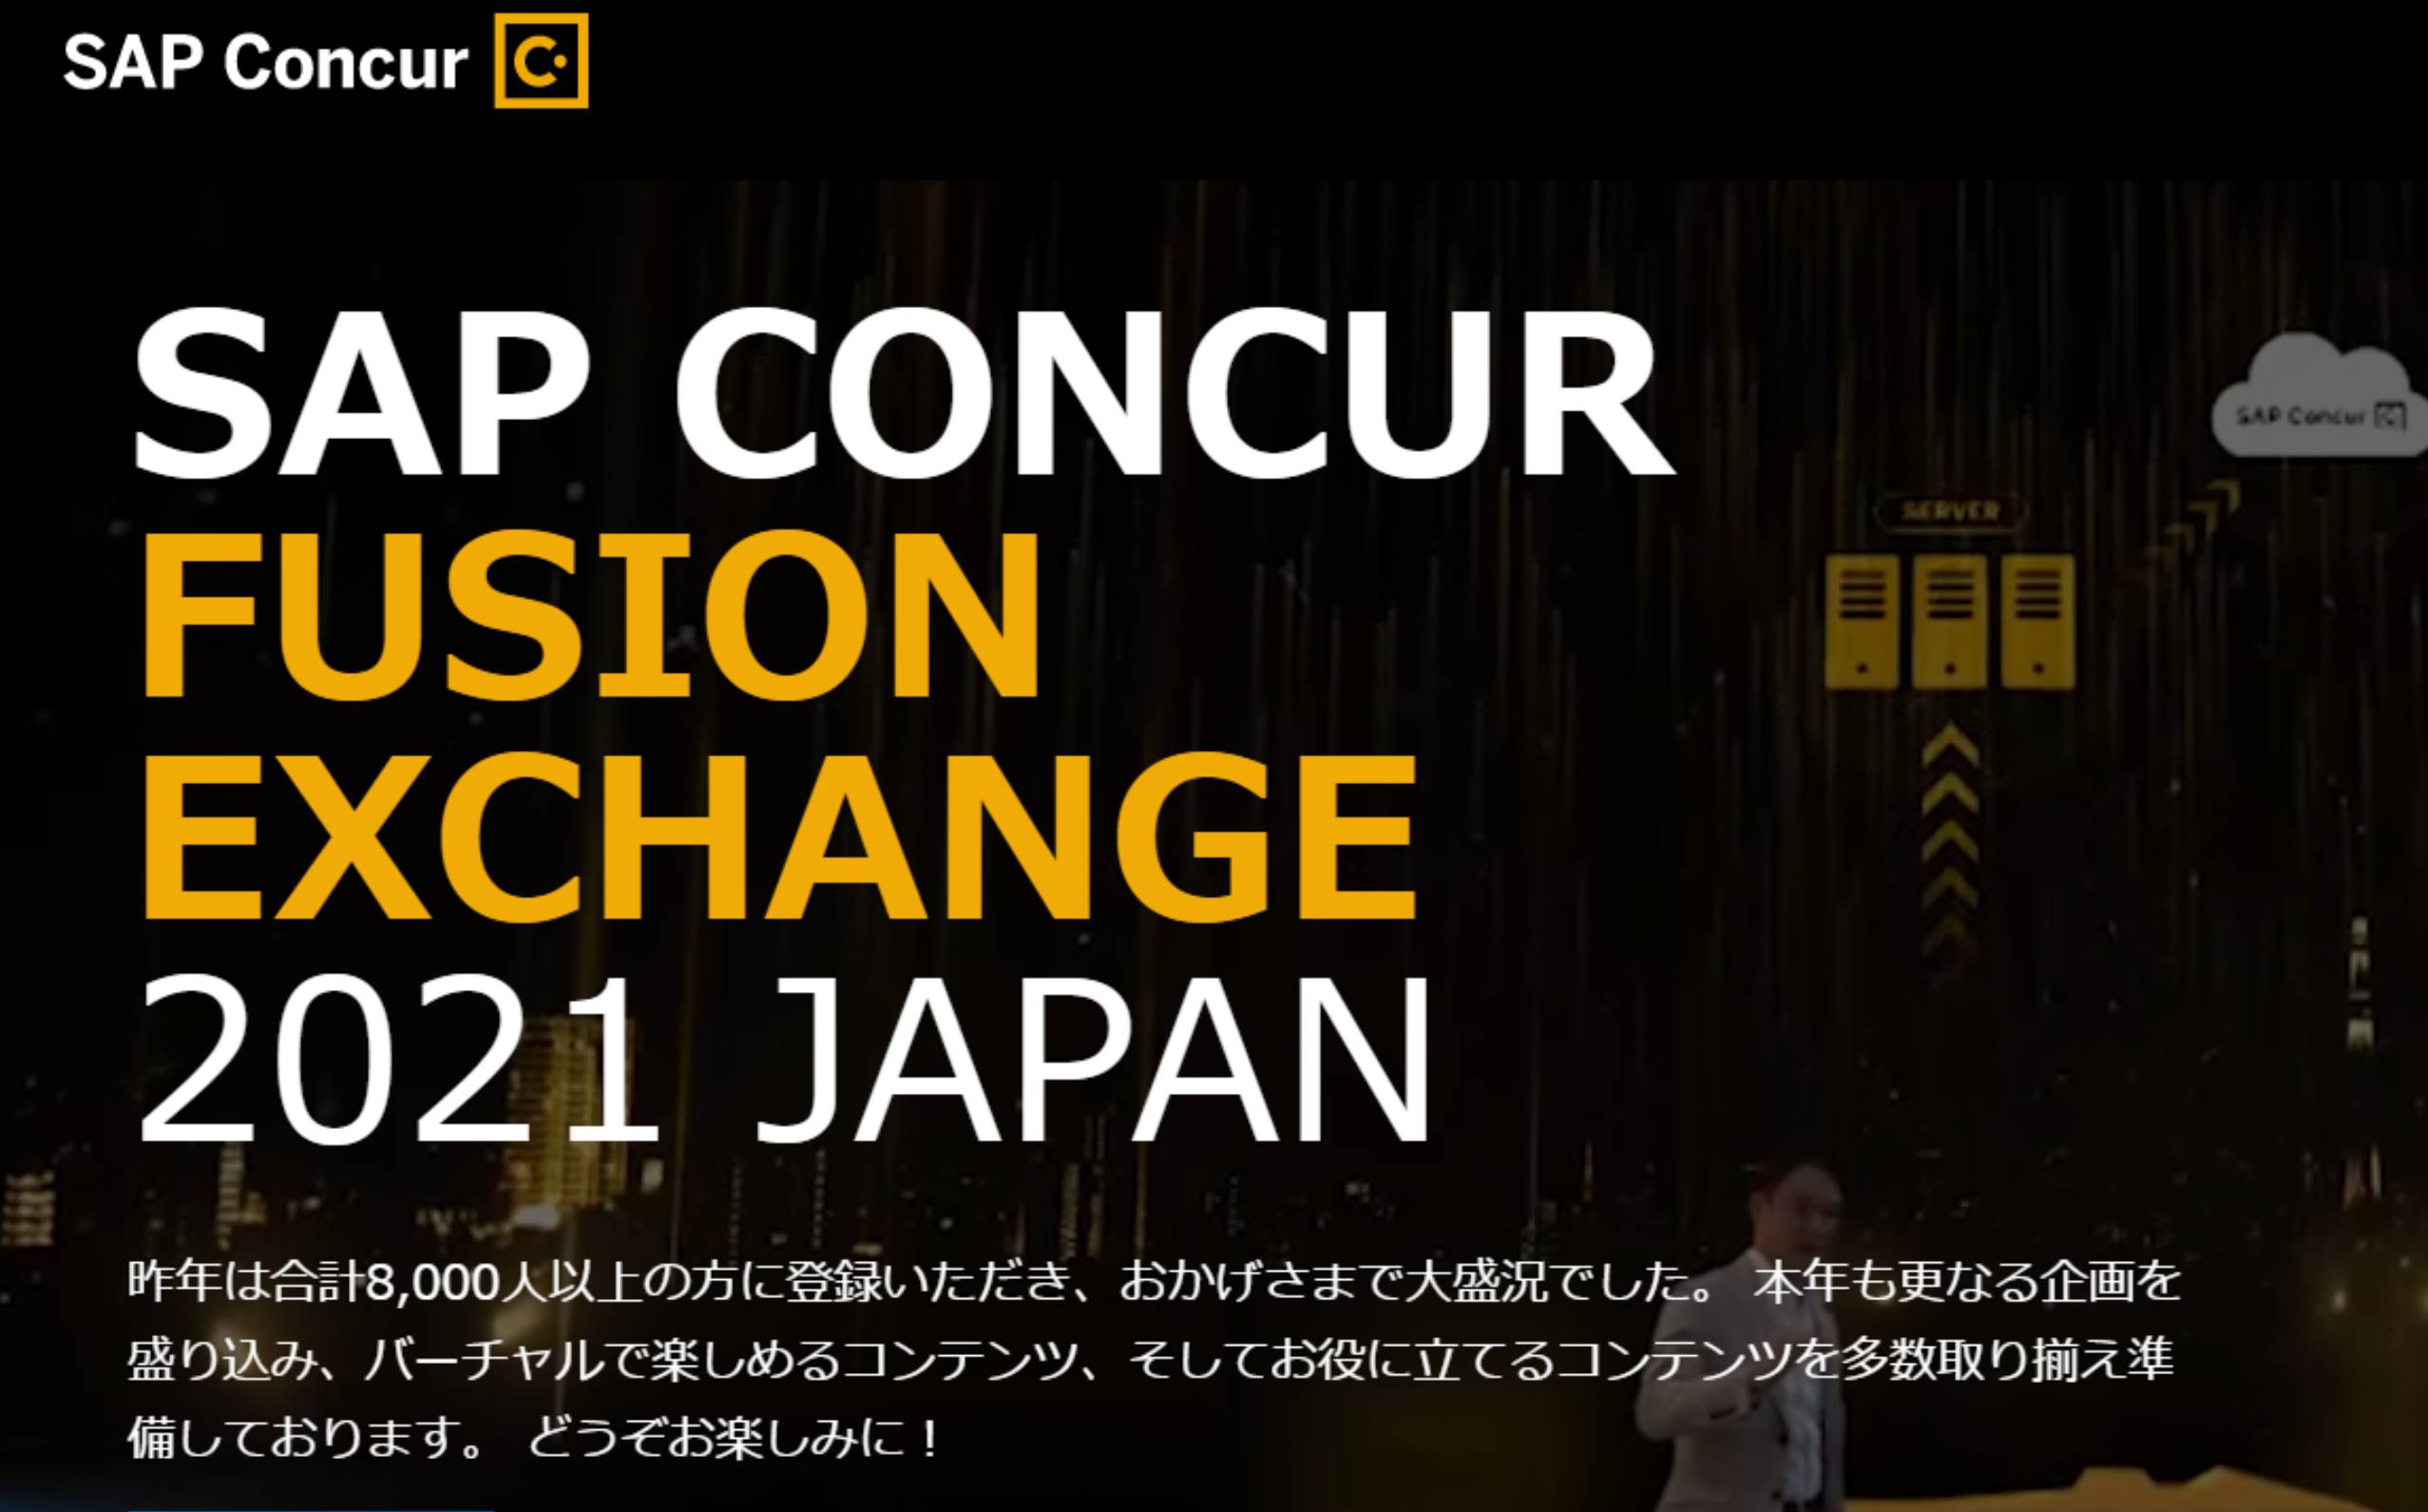 SAP Concur C.
SAP CONCUR
FUSION
EXCHANGE
2021 JAPAN
SAP Concur C
SERVER
昨年は合計8,000人以上の方に登録いただき、おかげさまで大盛況でした。 本年も更なる企画を
盛り込み、バーチャルで楽しめるコンテンツ、そしてお役に立てるコンテンツを多数取り揃え準
備しております。 どうぞお楽しみに！